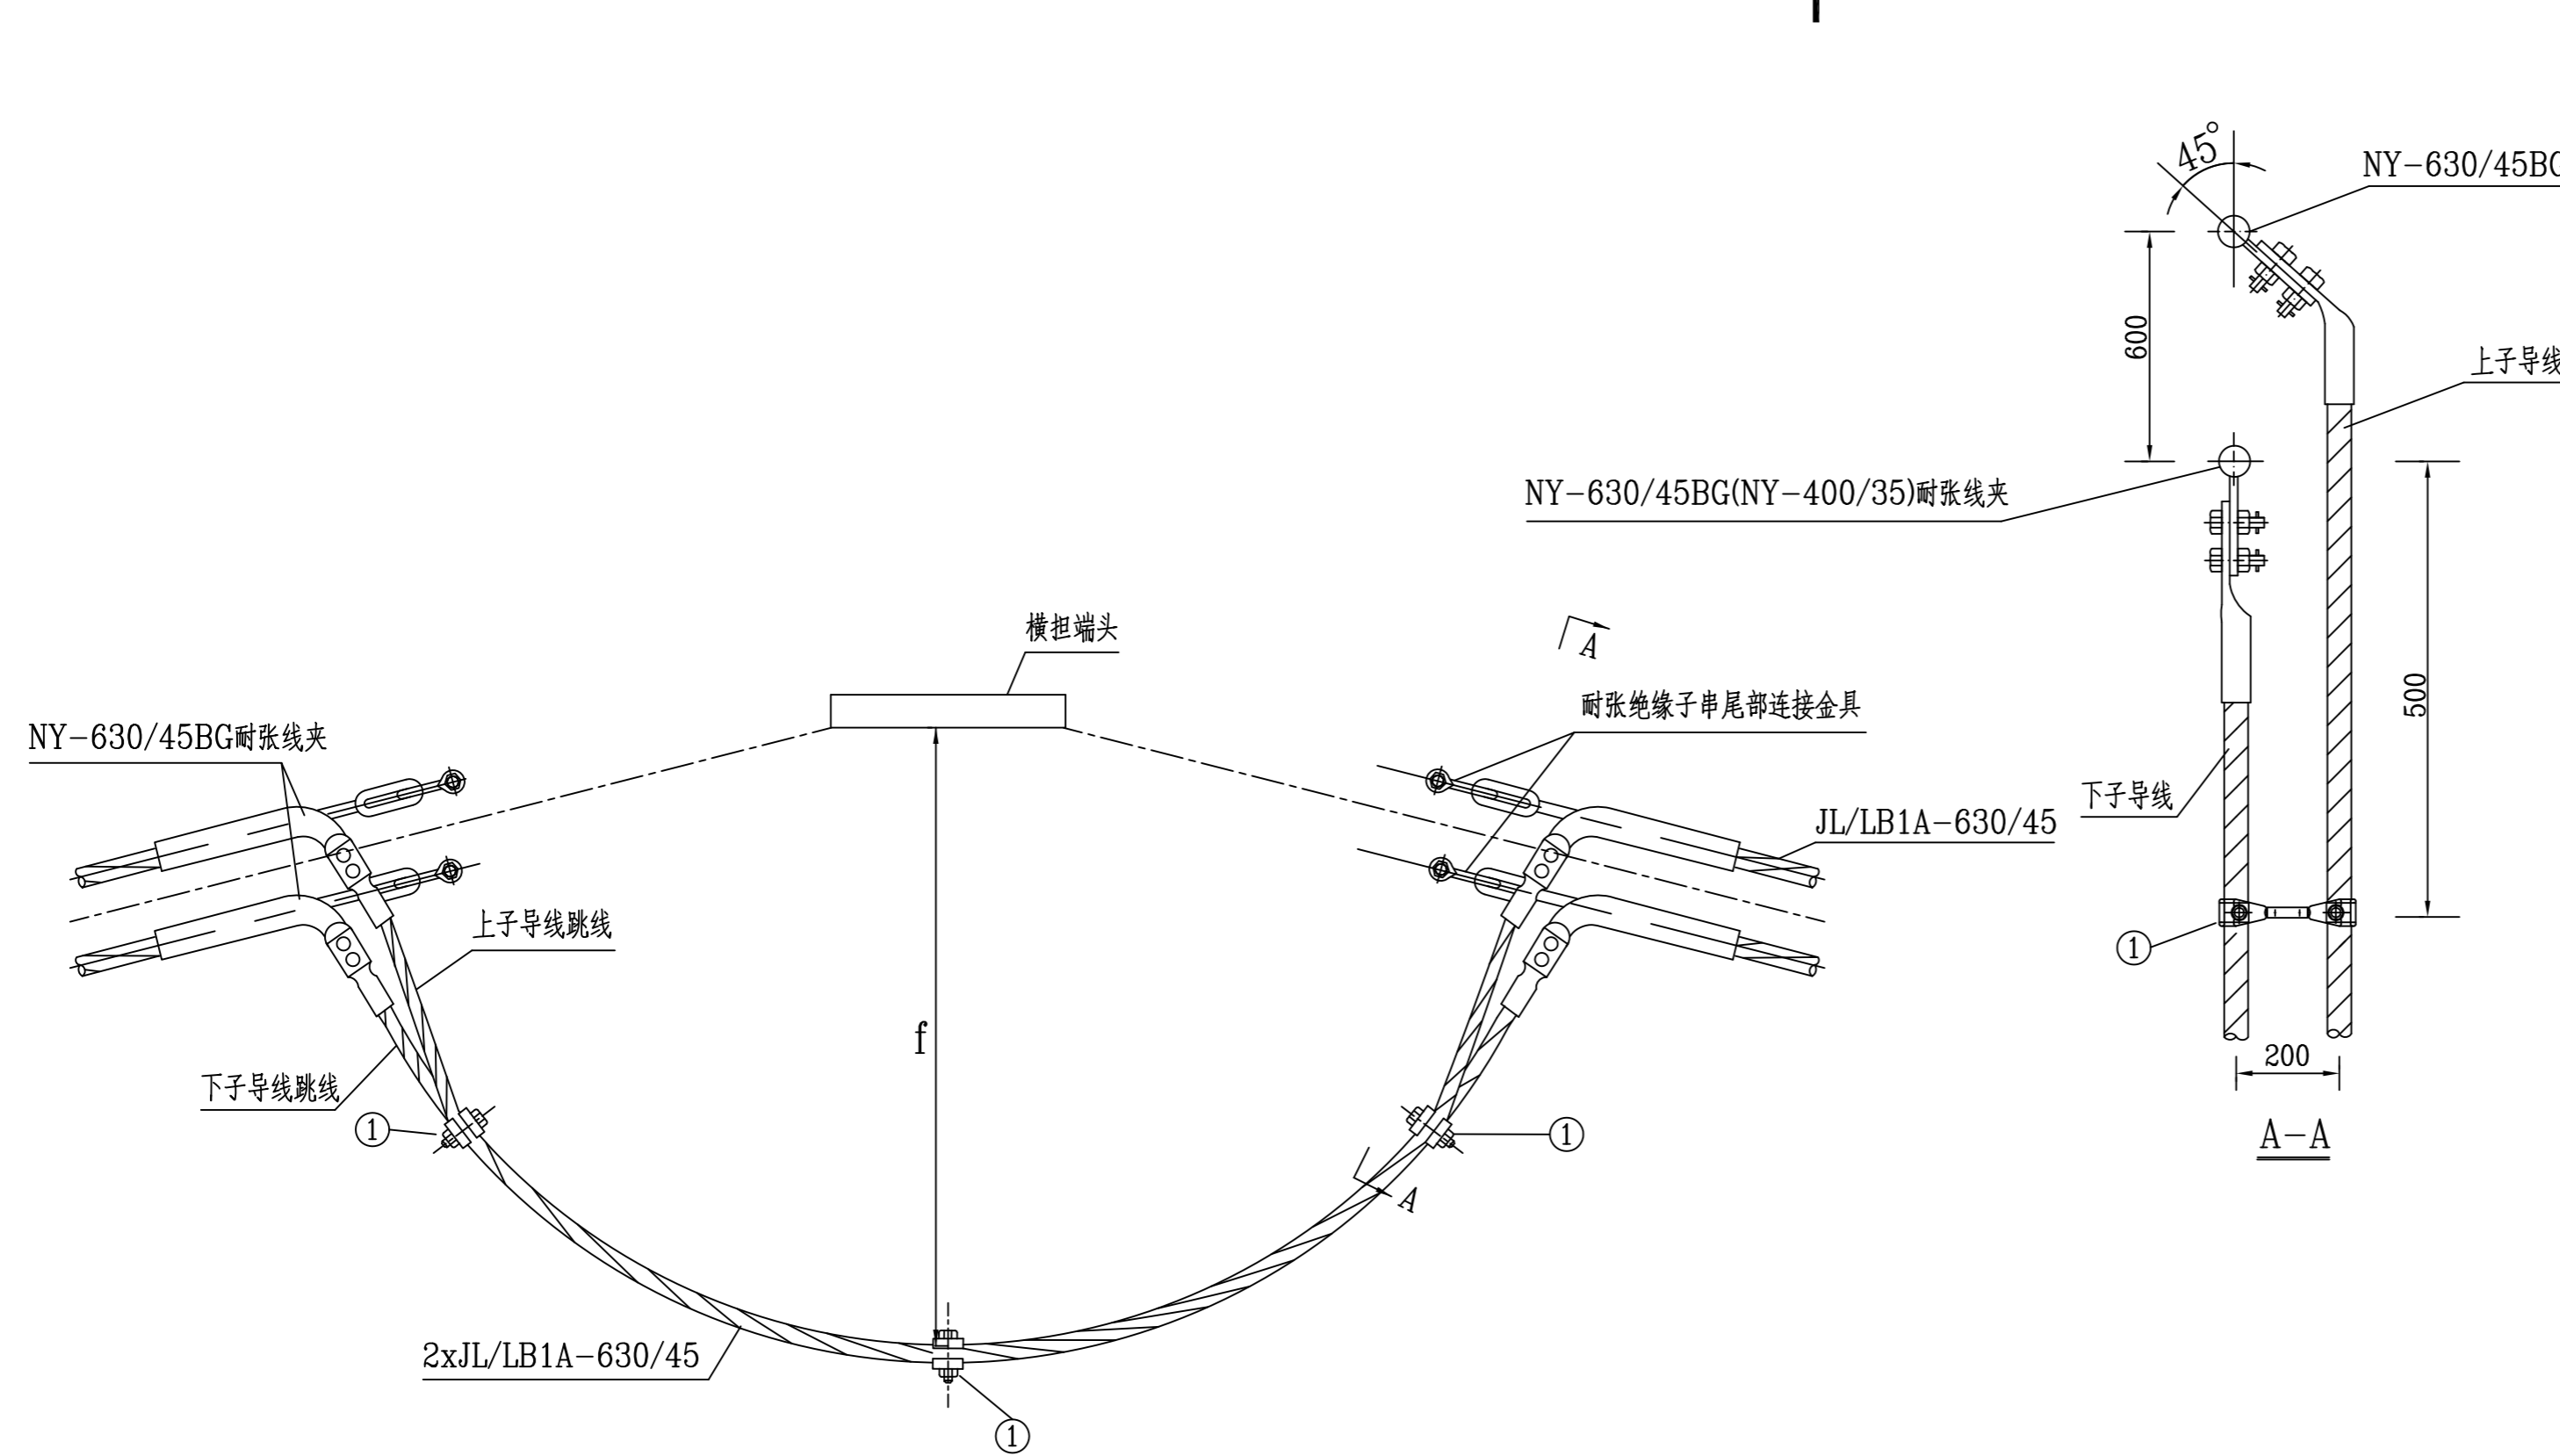 45°
NY-630/45BG
600
上子导线
NY-630/45BG(NY-400/35)耐张线夹
横担端头
A
耐张绝缘子串尾部连接金具
500
NY-630/45BG耐张线夹
下子导线
JL/LB1A-630/45
上子导线跳线
①
f
200
下子导线跳线
①
①
A-A
A
2xJL/LB1A-630/45
①